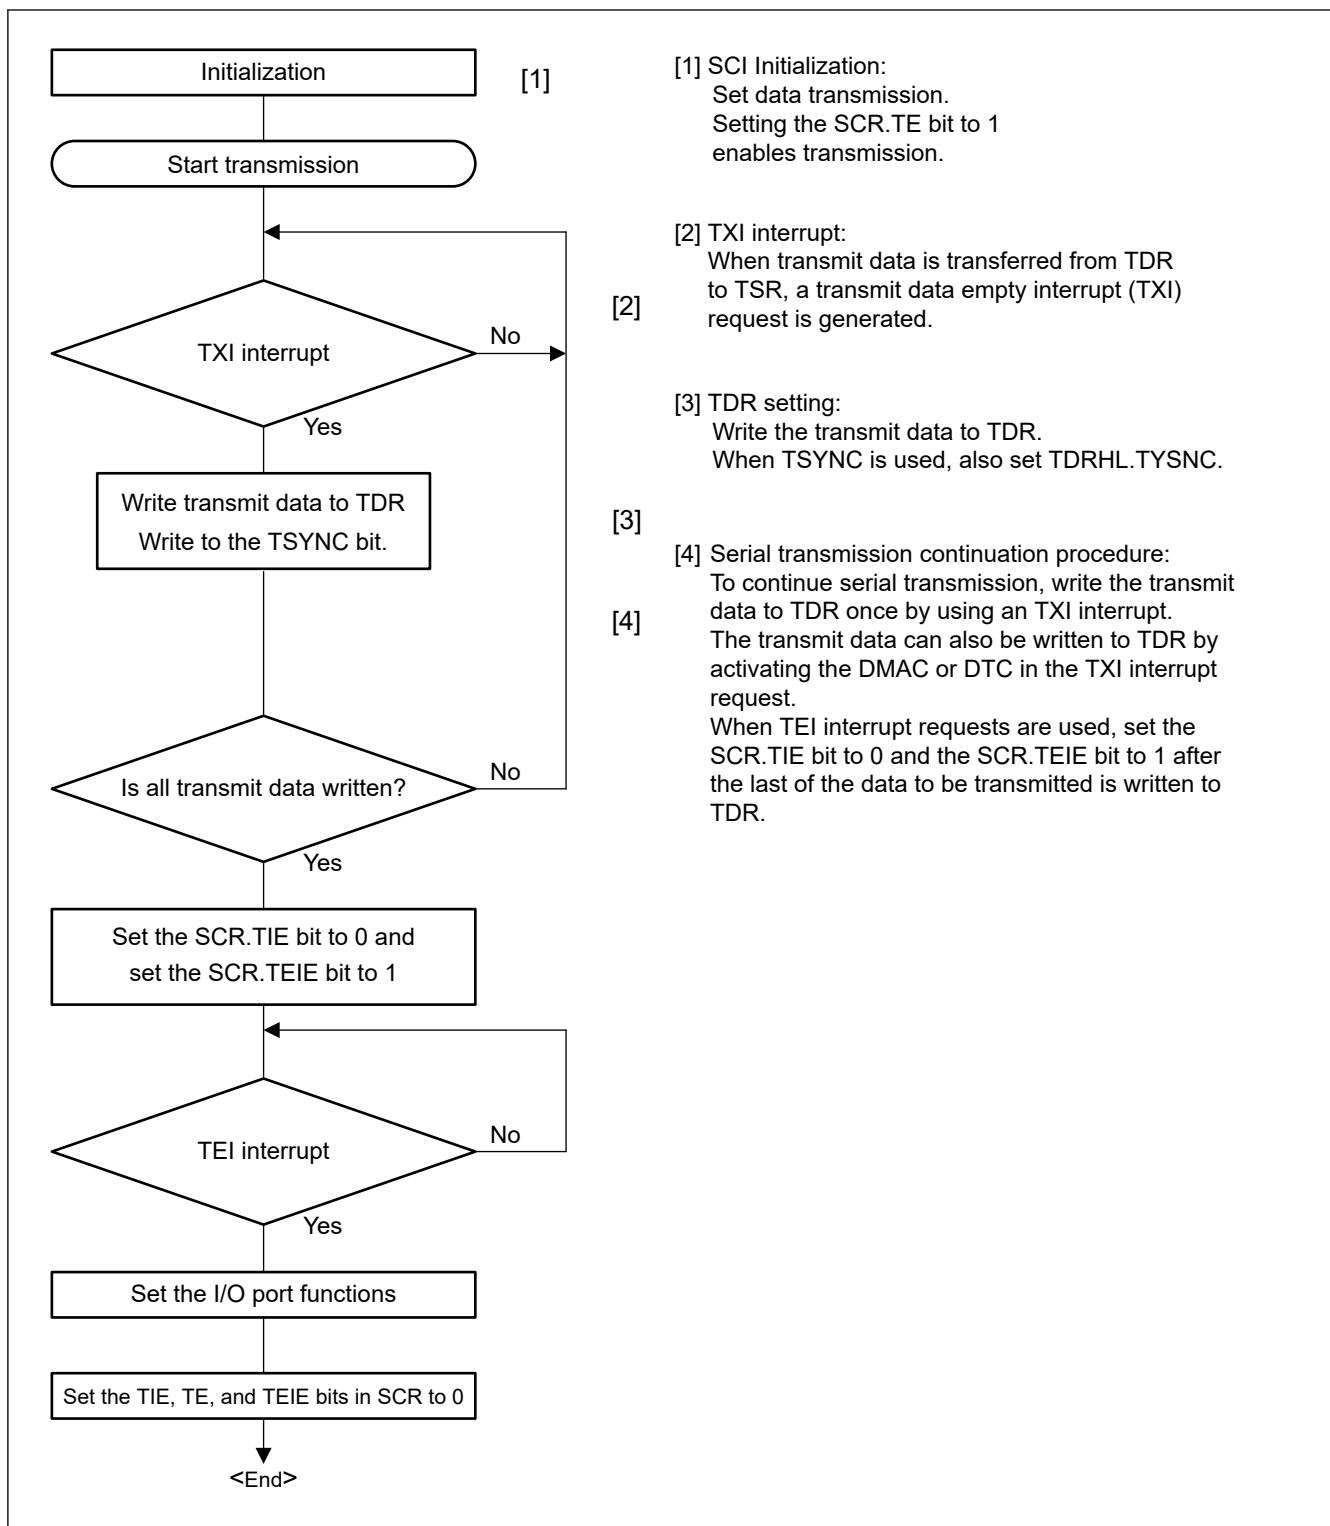 Initialization
[1]
Start transmission
[2]
TXI interrupt
No
Yes
Write transmit data to TDR
Write to the TSYNC bit.
[3]
[4]
Is all transmit data written?
No
Yes
Set the SCR.TIE bit to 0 and
set the SCR.TEIE bit to 1
TEI interrupt
No
Yes
Set the I/O port functions
Set the TIE, TE, and TEIE bits in SCR to 0
<End>
[1] SCI Initialization:
Set data transmission.
Setting the SCR.TE bit to 1
enables transmission.
[2] TXI interrupt:
When transmit data is transferred from TDR
to TSR, a transmit data empty interrupt (TXI)
request is generated.
[3] TDR setting:
Write the transmit data to TDR.
When TSYNC is used, also set TDRHL.TYSNC.
[4] Serial transmission continuation procedure:
To continue serial transmission, write the transmit
data to TDR once by using an TXI interrupt.
The transmit data can also be written to TDR by
activating the DMAC or DTC in the TXI interrupt
request.
When TEI interrupt requests are used, set the
SCR.TIE bit to 0 and the SCR.TEIE bit to 1 after
the last of the data to be transmitted is written to
TDR.